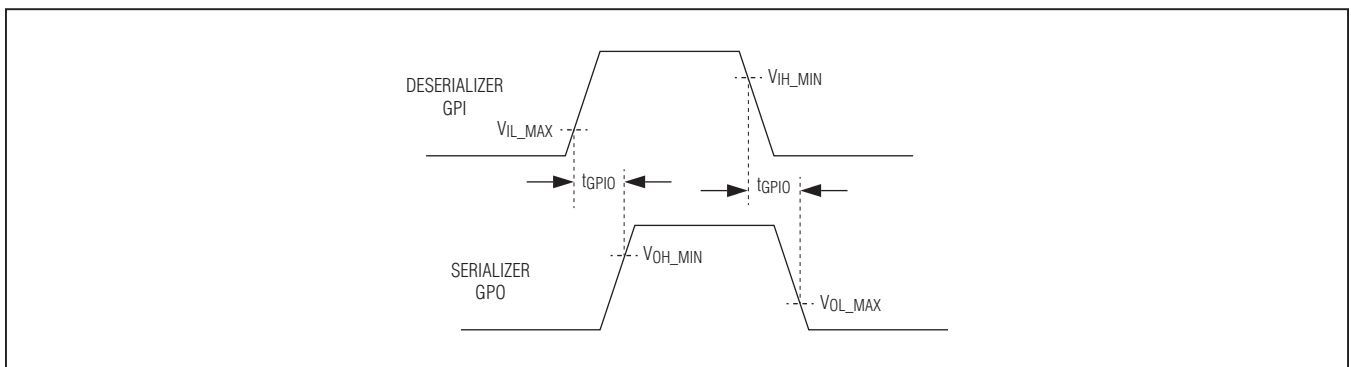 DESERIALIZER
GPI
VIH_MIN
VIL_MAX
tGPIO
tGPIO
SERIALIZER
GPO
VOH_MIN
VOL_MAX